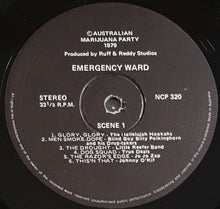 © AUSTRALIAN
MARIJUANA PARTY
1979
Produced by Ruff & Reddy Studios
EMERGENCY WARD
STEREO
33⅓ R.P.M.
NCP 320
SCENE 1
1. GLORY, GLORY - The Hallelujah Hookahs
2. MEN SMOKE DOPE - Blind Boy Billy Polkinghorn
and his Drug-takers
3. THE DROUGHT - Little Reefer Band
4. DOG SQUAD - True Deals
5. THE RAZOR'S EDGE - Jo Jo Zap
6. THIS'N THAT - Johnny O'Kif